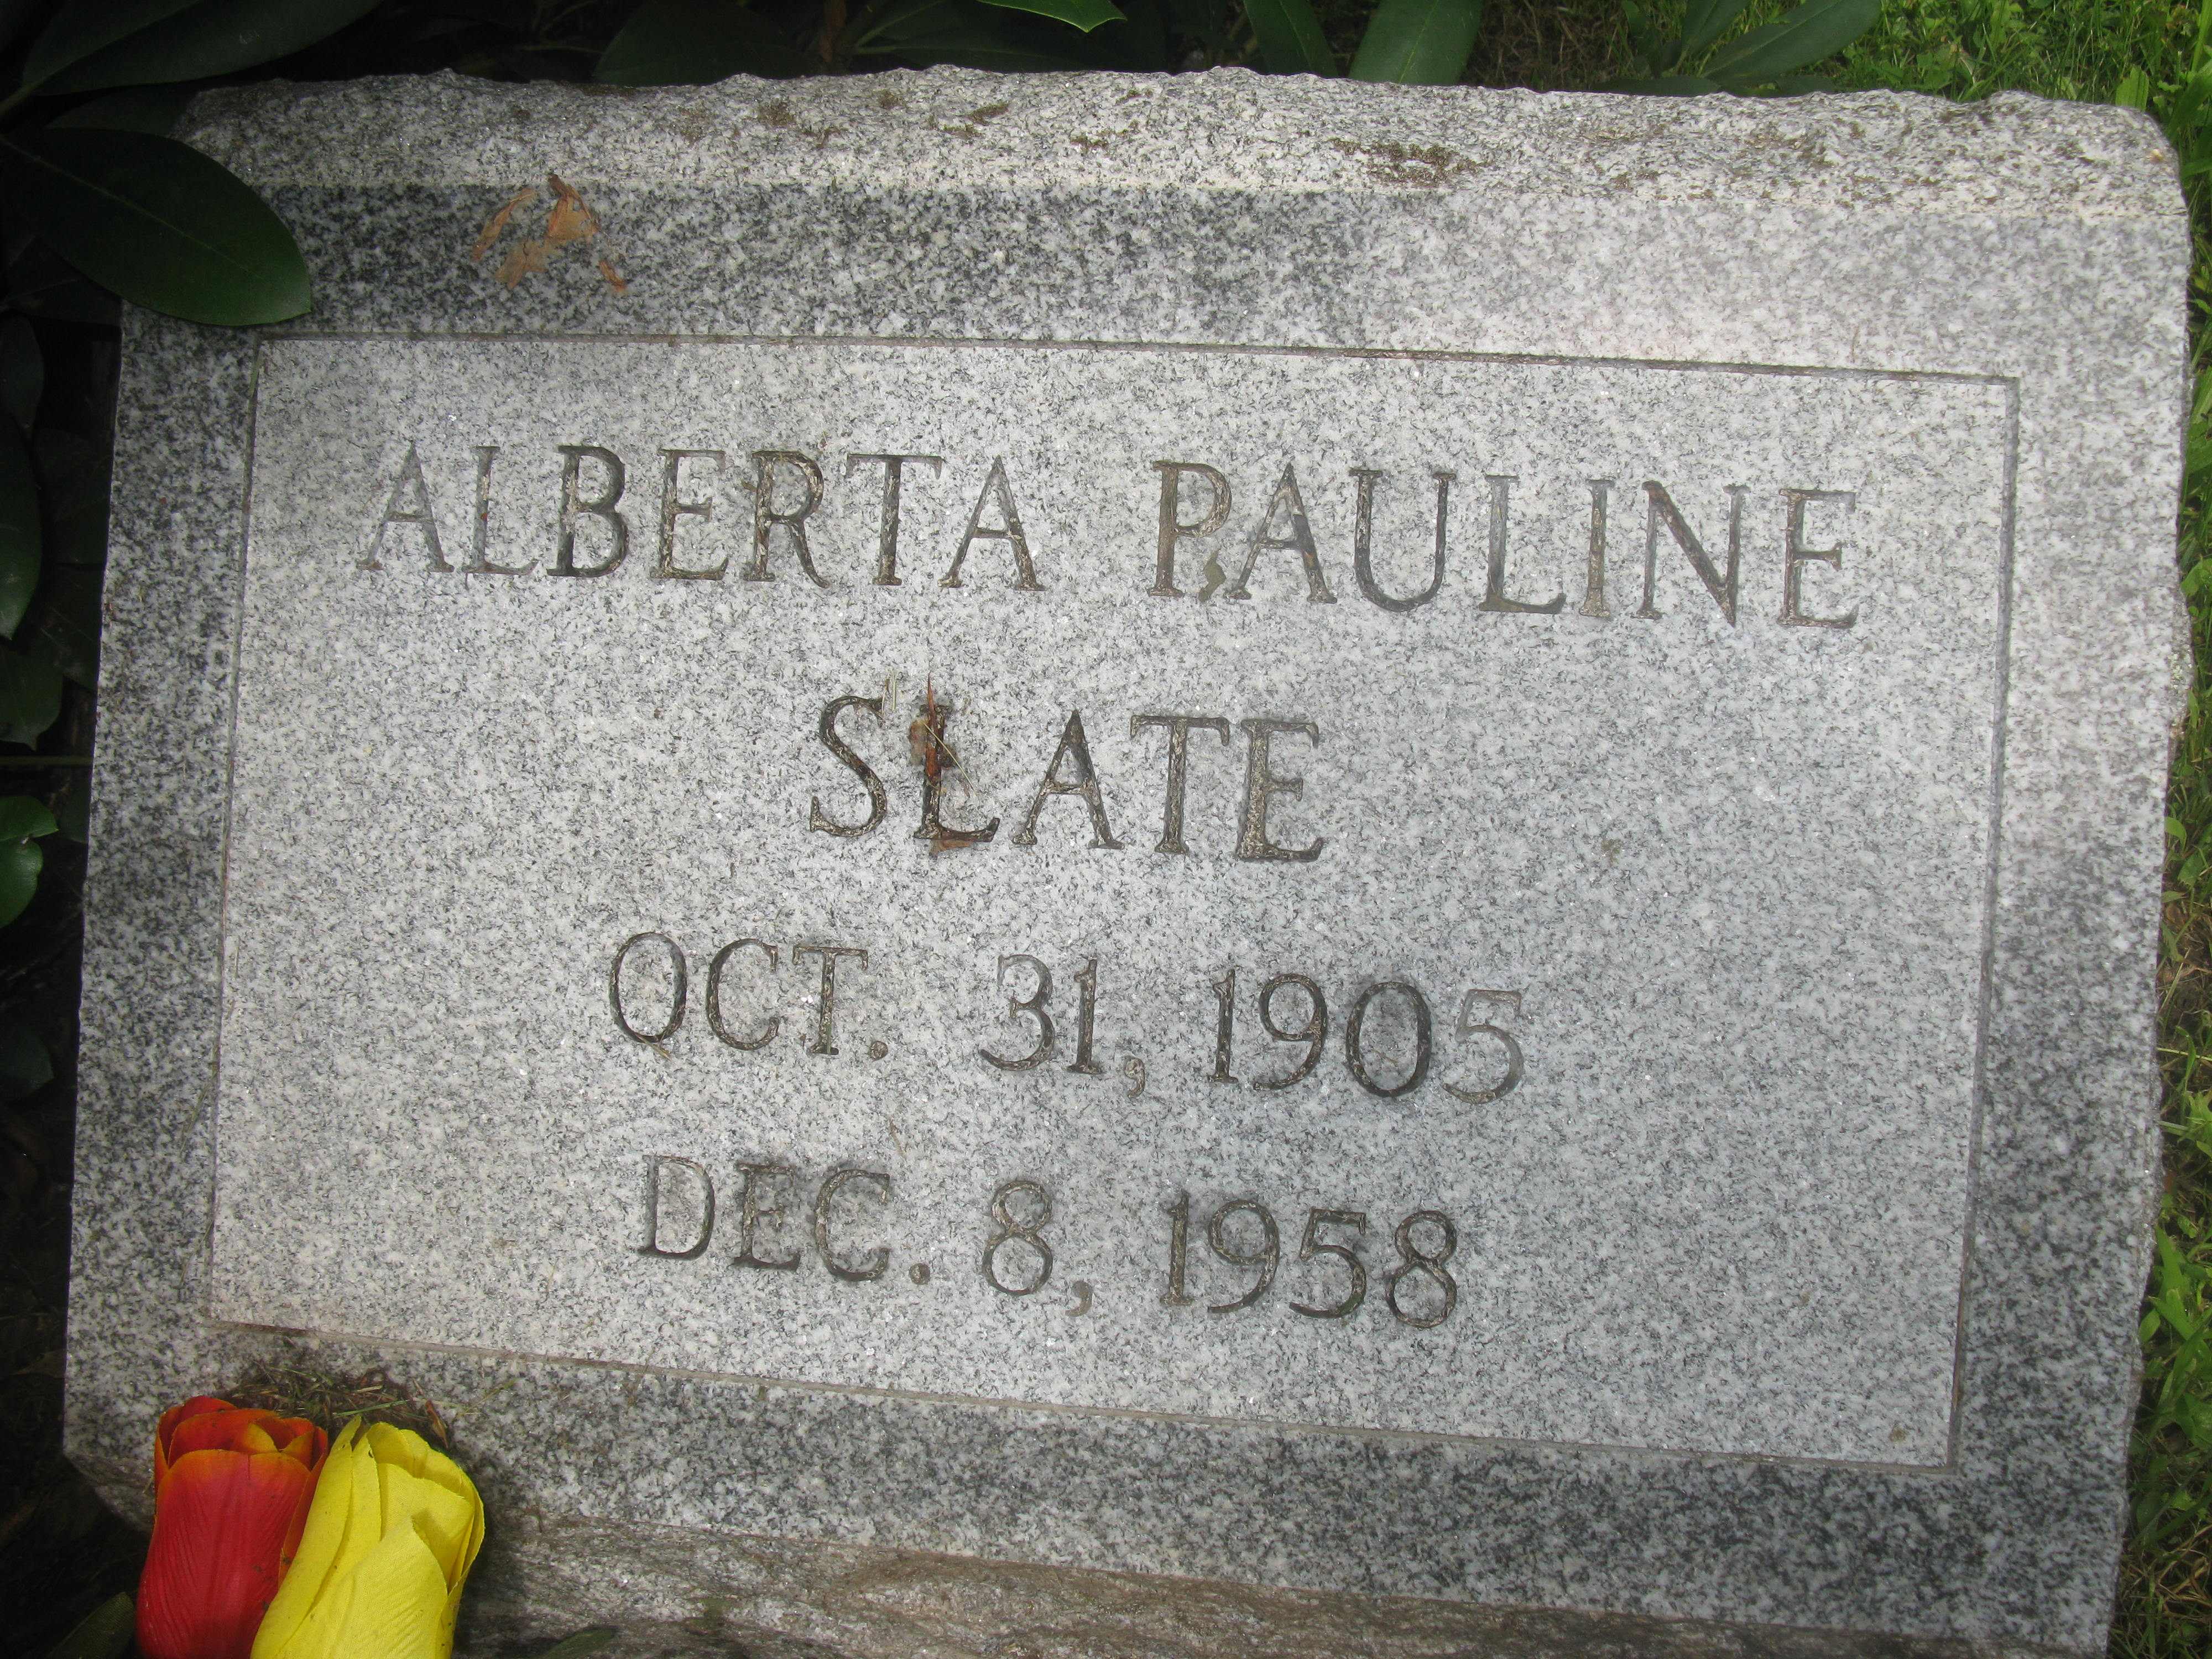 ALBERTA PAULINE
SLATE
OCT. 31, 1905
DEC. 8, 1958